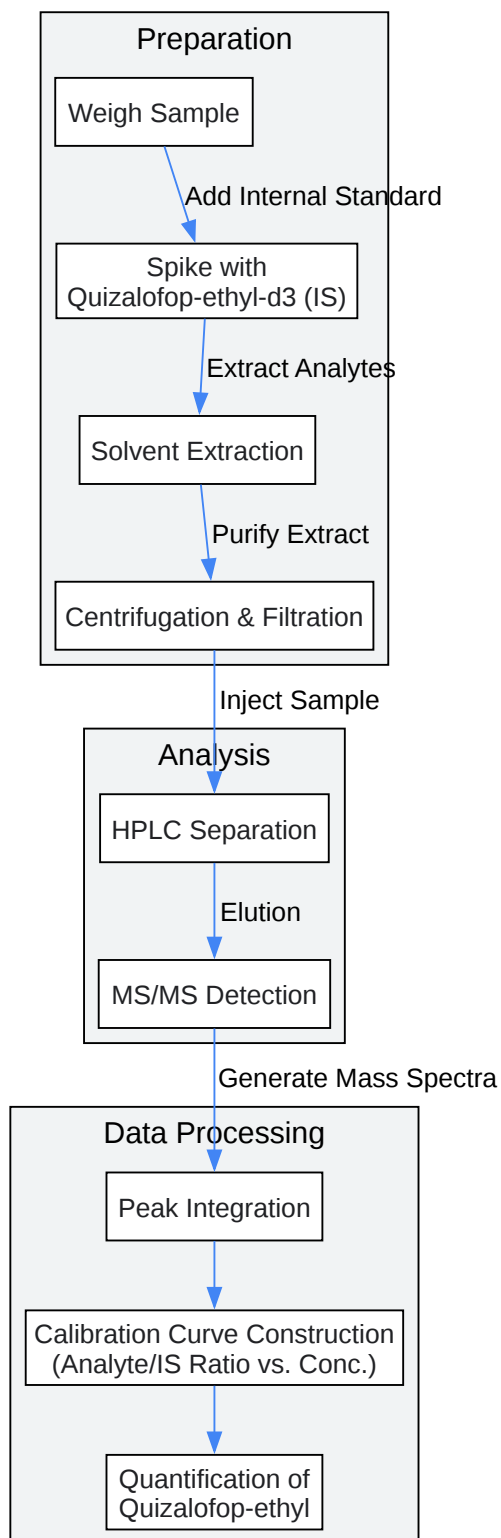 Preparation
Weigh Sample
Add Internal Standard
Spike with
Quizalofop-ethyl-d3 (IS)
Extract Analytes
Solvent Extraction
Purify Extract
Centrifugation & Filtration
Inject Sample
Analysis
HPLC Separation
Elution
MS/MS Detection
Generate Mass Spectra
Data Processing
Peak Integration
Calibration Curve Construction
(Analyte/IS Ratio vs. Conc.)
Quantification of
Quizalofop-ethyl